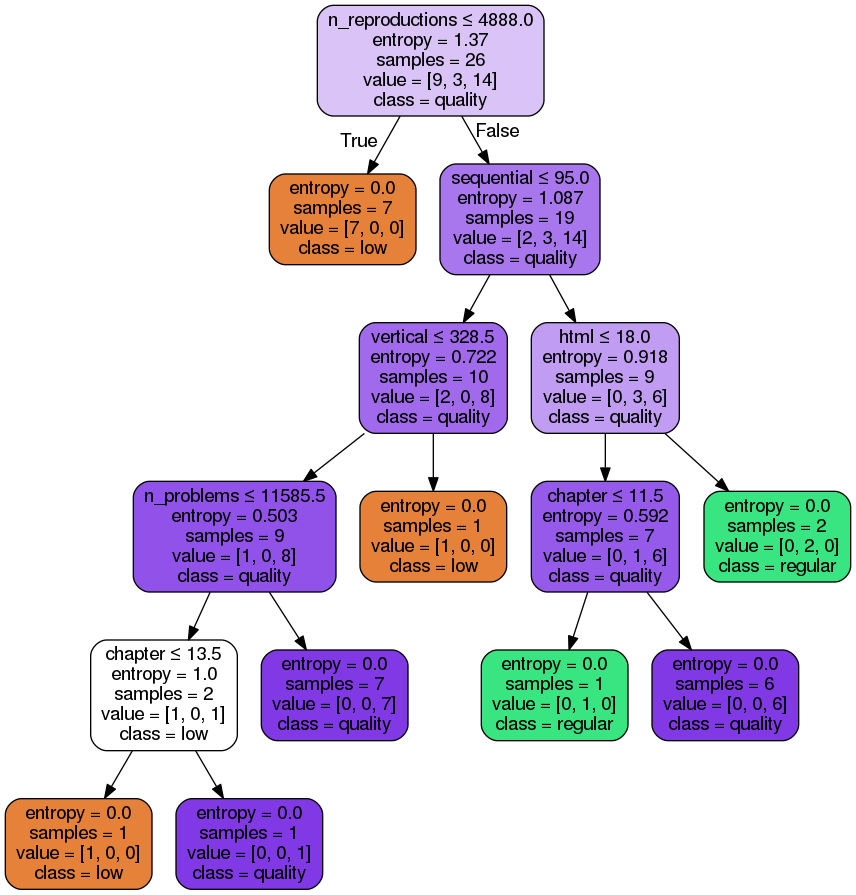 n_reproductions ≤ 4888.0
entropy = 1.37
samples = 26
value = [9, 3, 14]
class = quality
True
False
entropy = 0.0
samples = 7
value = [7, 0, 0]
class = low
sequential ≤ 95.0
entropy = 1.087
samples = 19
value = [2, 3, 14]
class = quality
vertical ≤ 328.5
entropy = 0.722
samples = 10
value = [2, 0, 8]
class = quality
html ≤ 18.0
entropy = 0.918
samples = 9
value = [0, 3, 6]
class = quality
n_problems ≤ 11585.5
entropy = 0.503
samples = 9
value = [1, 0, 8]
class = quality
entropy = 0.0
samples = 1
value = [1, 0, 0]
class = low
chapter ≤ 11.5
entropy = 0.592
samples = 7
value = [0, 1, 6]
class = quality
entropy = 0.0
samples = 2
value = [0, 2, 0]
class = regular
chapter ≤ 13.5
entropy = 1.0
samples = 2
value = [1, 0, 1]
class = low
entropy = 0.0
samples = 7
value = [0, 0, 7]
class = quality
entropy = 0.0
samples = 1
value = [0, 1, 0]
class = regular
entropy = 0.0
samples = 6
value = [0, 0, 6]
class = quality
entropy = 0.0
samples = 1
value = [1, 0, 0]
class = low
entropy = 0.0
samples = 1
value = [0, 0, 1]
class = quality